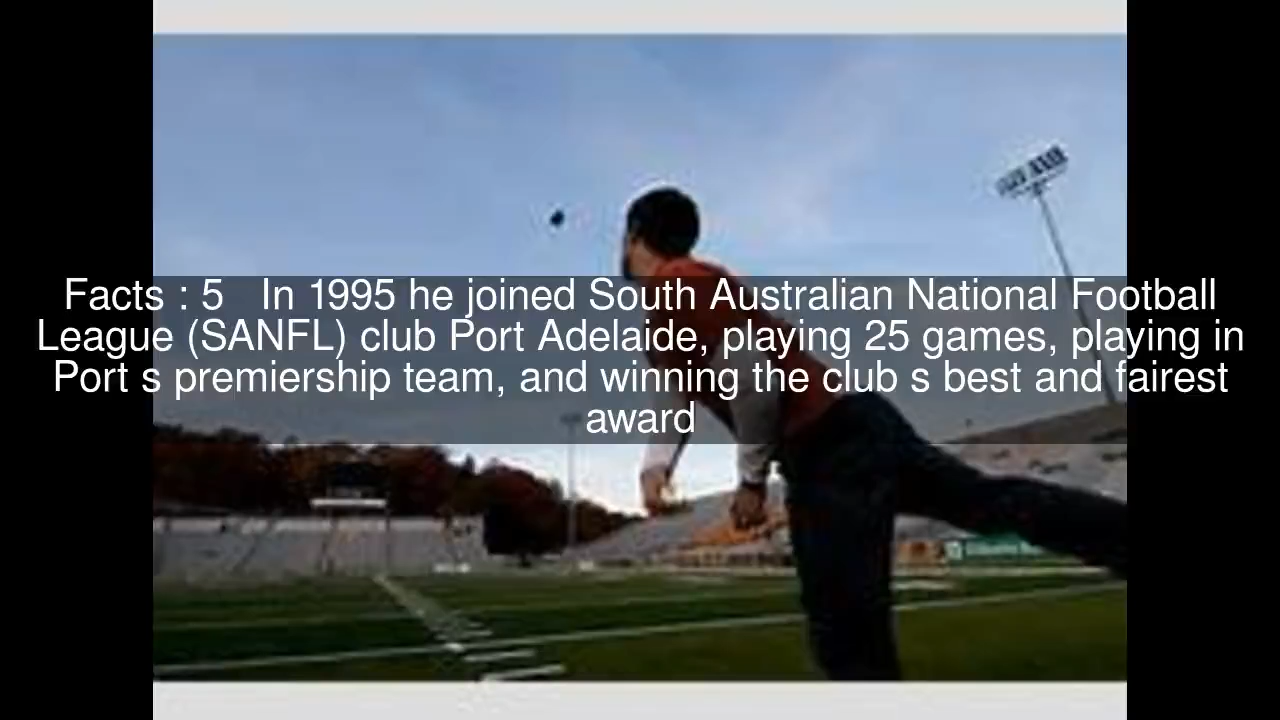 Facts : 5   In 1995 he joined South Australian National Football
League (SANFL) club Port Adelaide, playing 25 games, playing in
Port s premiership team, and winning the club s best and fairest
award